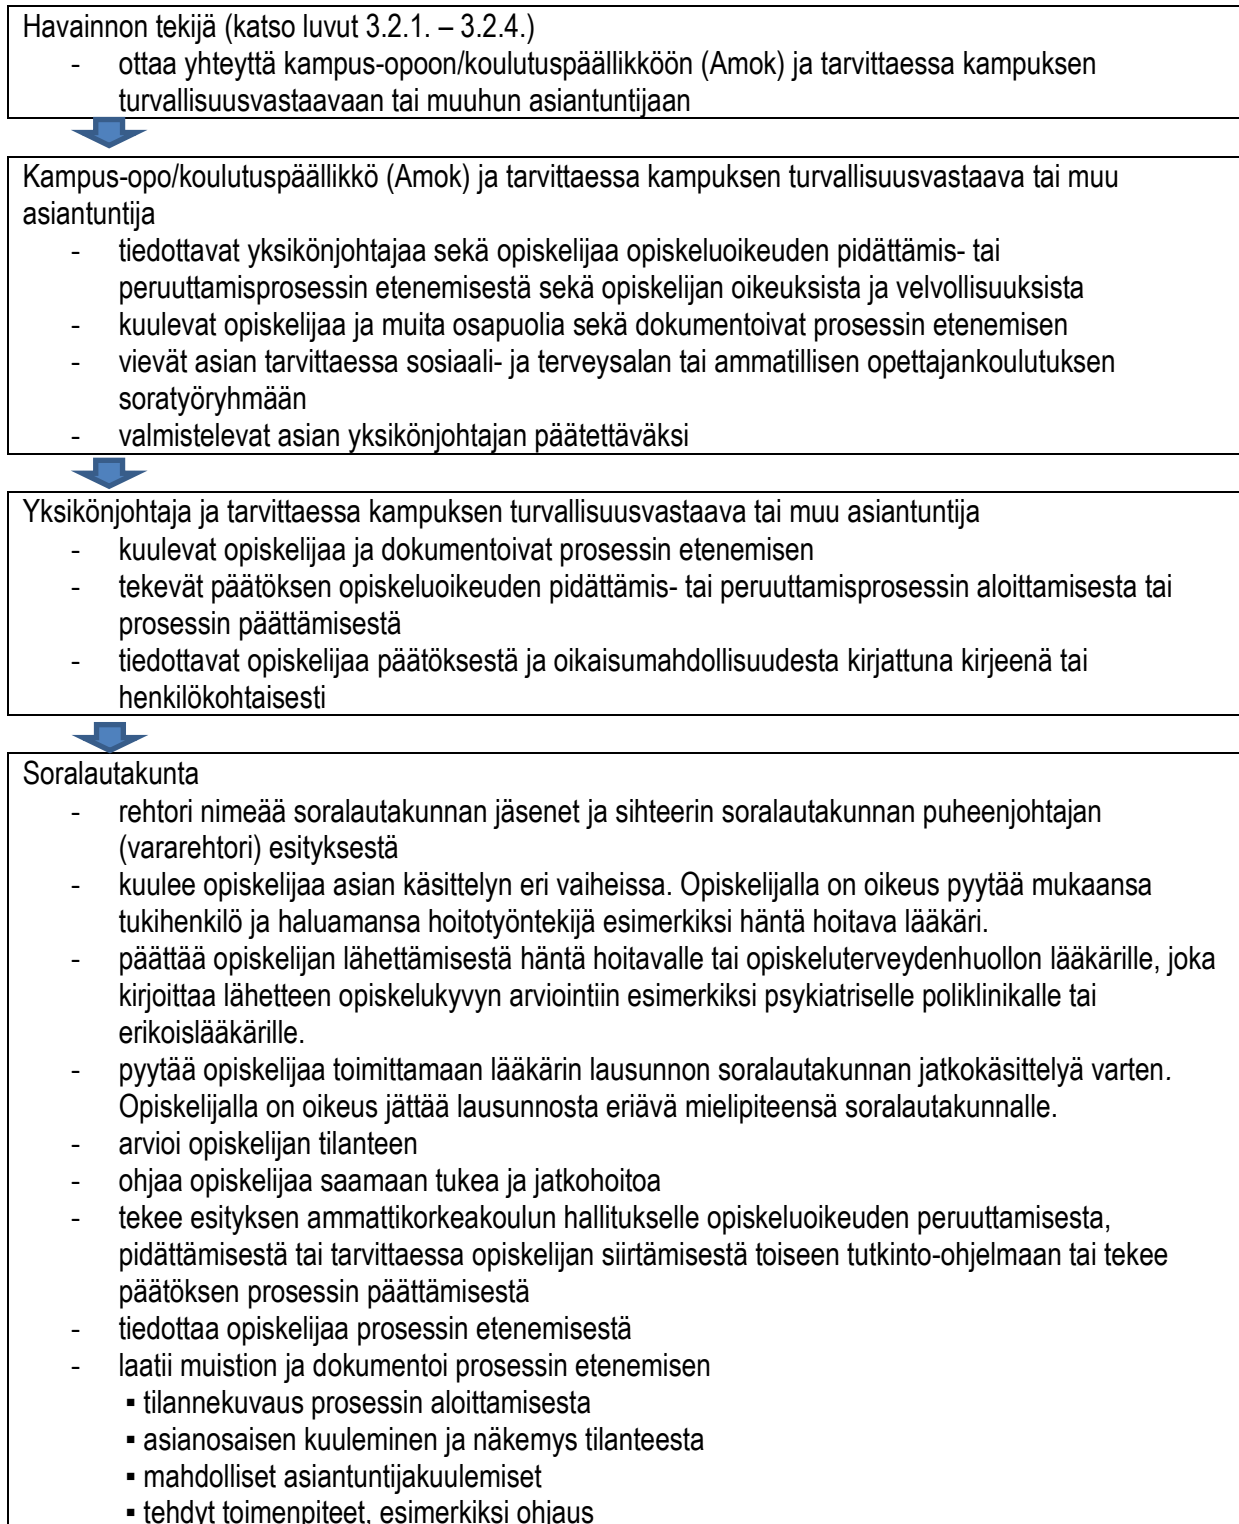 Havainnon tekijä (katso luvut 3.2.1. – 3.2.4.)
- ottaa yhteyttä kampus-opoon/koulutuspäällikköön (Amok) ja tarvittaessa kampuksen
turvallisuusvastaavaan tai muuhun asiantuntijaan
Kampus-opo/koulutuspäällikkö (Amok) ja tarvittaessa kampuksen turvallisuusvastaava tai muu
asiantuntija
- tiedottavat yksikönjohtajaa sekä opiskelijaa opiskeluoikeuden pidättämis- tai
peruuttamisprosessin etenemisestä sekä opiskelijan oikeuksista ja velvollisuuksista
- kuulevat opiskelijaa ja muita osapuolia sekä dokumentoivat prosessin etenemisen
- vievät asian tarvittaessa sosiaali- ja terveysalan tai ammatillisen opettajankoulutuksen
soratyöryhmään
- valmistelevat asian yksikönjohtajan päätettäväksi
Yksikönjohtaja ja tarvittaessa kampuksen turvallisuusvastaava tai muu asiantuntija
- kuulevat opiskelijaa ja dokumentoivat prosessin etenemisen
- tekevät päätöksen opiskeluoikeuden pidättämis- tai peruuttamisprosessin aloittamisesta tai
prosessin päättämisestä
- tiedottavat opiskelijaa päätöksestä ja oikaisumahdollisuudesta kirjattuna kirjeenä tai
henkilökohtaisesti
Soralautakunta
- rehtori nimeää soralautakunnan jäsenet ja sihteerin soralautakunnan puheenjohtajan
(vararehtori) esityksestä
- kuulee opiskelijaa asian käsittelyn eri vaiheissa. Opiskelijalla on oikeus pyytää mukaansa
tukihenkilö ja haluamansa hoitotyöntekijä esimerkiksi häntä hoitava lääkäri.
- päättää opiskelijan lähettämisestä häntä hoitavalle tai opiskeluterveydenhuollon lääkärille, joka
kirjoittaa lähetteen opiskelukyvyn arviointiin esimerkiksi psykiatriselle poliklinikalle tai
erikoislääkärille.
- pyytää opiskelijaa toimittamaan lääkärin lausunnon soralautakunnan jatkokäsittelyä varten.
Opiskelijalla on oikeus jättää lausunnosta eriävä mielipiteensä soralautakunnalle.
- arvioi opiskelijan tilanteen
- ohjaa opiskelijaa saamaan tukea ja jatkohoitoa
- tekee esityksen ammattikorkeakoulun hallitukselle opiskeluoikeuden peruuttamisesta,
pidättämisestä tai tarvittaessa opiskelijan siirtämisestä toiseen tutkinto-ohjelmaan tai tekee
päätöksen prosessin päättämisestä
- tiedottaa opiskelijaa prosessin etenemisestä
- laatii muistion ja dokumentoi prosessin etenemisen
▪ tilannekuvaus prosessin aloittamisesta
▪ asianosaisen kuuleminen ja näkemys tilanteesta
▪ mahdolliset asiantuntijakuulemiset
▪ tehdyt toimenpiteet, esimerkiksi ohjaus